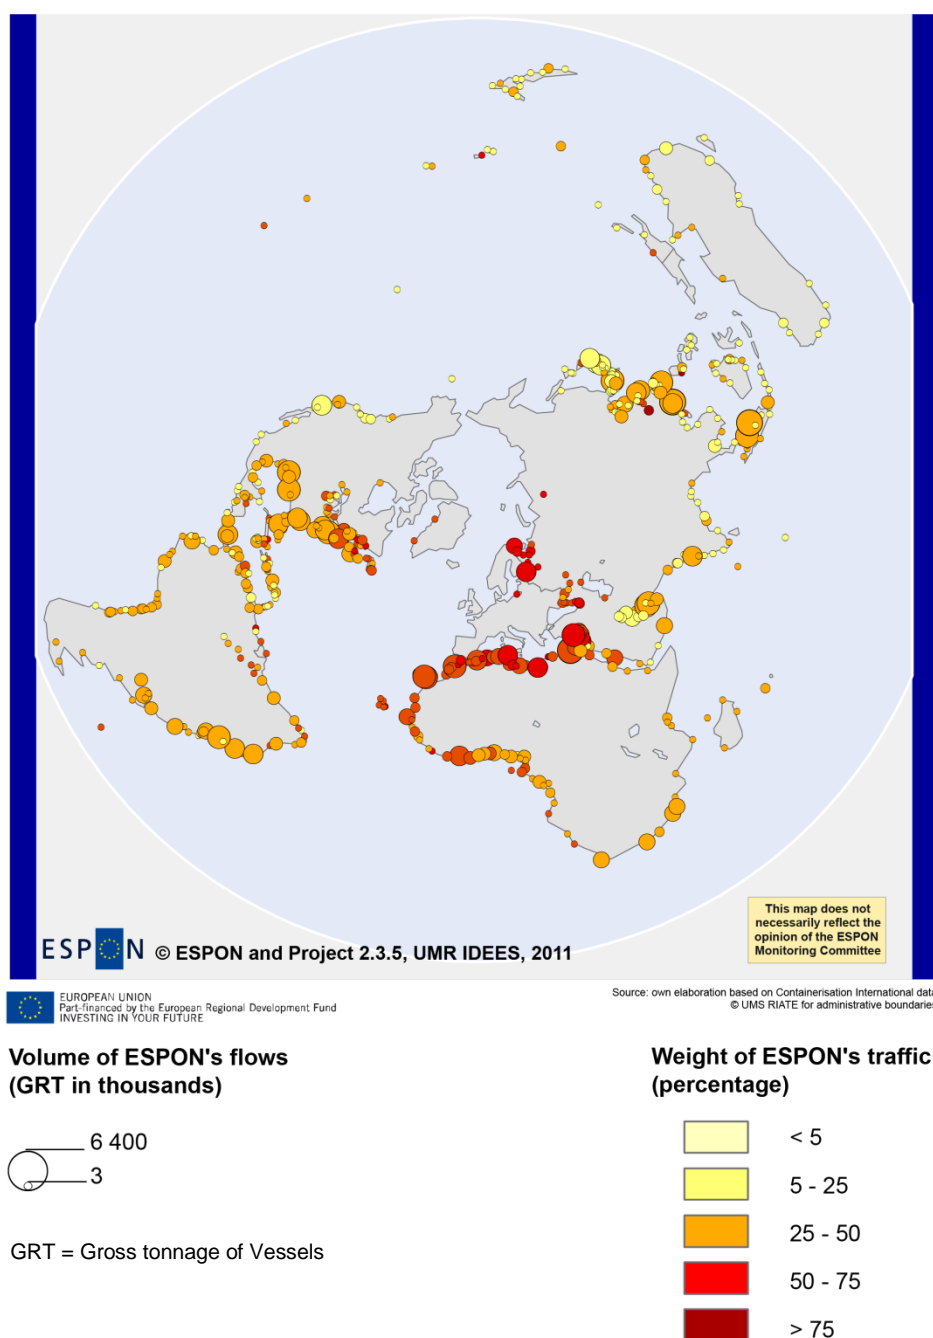 This map does not
necessarily reflect the
opinion of the ESPON
Monitoring Committee
ESPON © ESPON and Project 2.3.5, UMR IDEES, 2011
EUROPEAN UNION
Part-financed by the European Regional Development Fund
INVESTING IN YOUR FUTURE
Source: own elaboration based on Containerisation International data
© UMS RIATE for administrative boundaries
Volume of ESPON's flows
(GRT in thousands)
6 400
3
GRT = Gross tonnage of Vessels
Weight of ESPON's traffic
(percentage)
< 5
5 - 25
25 - 50
50 - 75
> 75